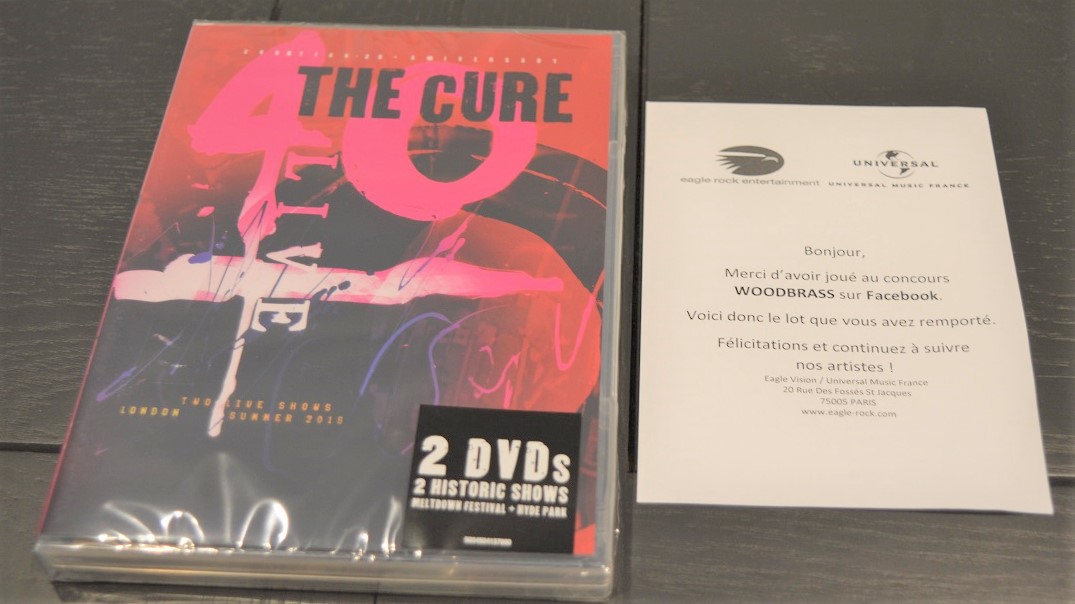 THE CURE
40
LIVE
TWO LIVE SHOWS
LONDON SUMMER 2018
2 DVDs
2 HISTORIC SHOWS
MELTDOWN FESTIVAL + HYDE PARK
eagle rock entertainment
UNIVERSAL
UNIVERSAL MUSIC FRANCE
Bonjour,
Merci d'avoir joué au concours
WOODBRASS sur Facebook.
Voici donc le lot que vous avez remporté.
Félicitations et continuez à suivre
nos artistes !
Eagle Vision / Universal Music France
20 Rue Des Fossés St Jacques
75005 PARIS
www.eagle-rock.com